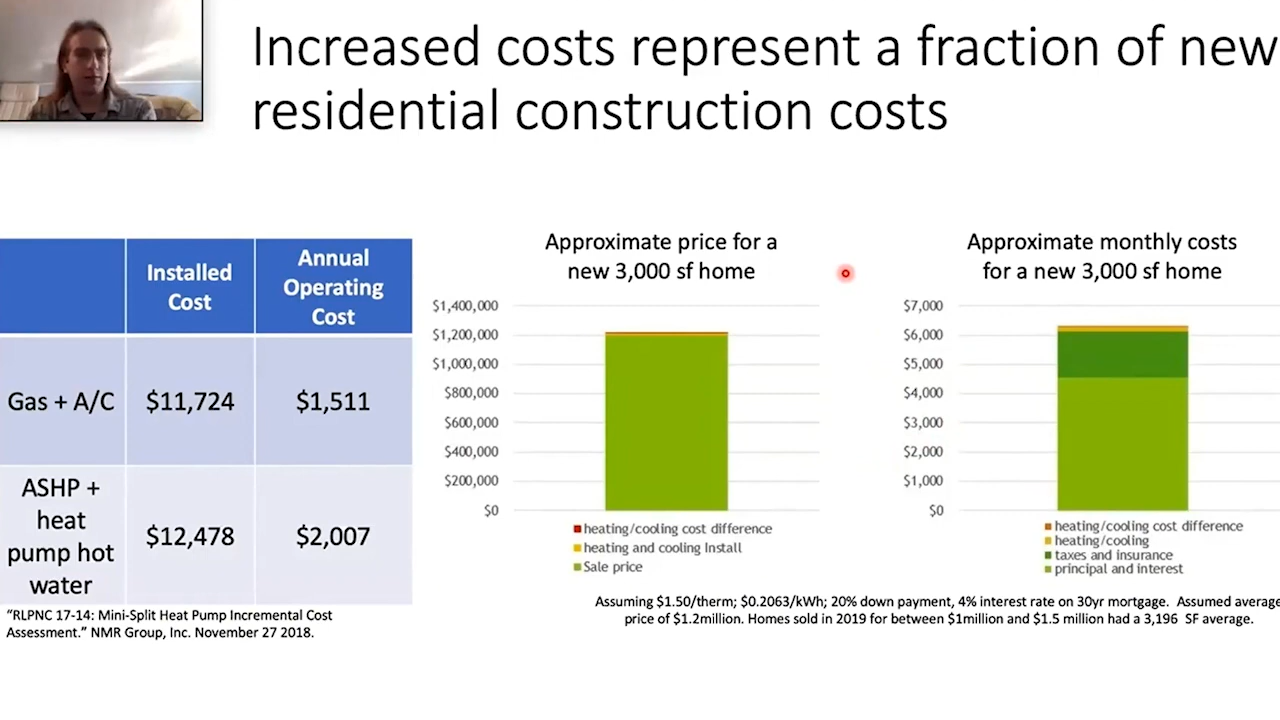 Increased costs represent a fraction of new
residential construction costs
Installed
Cost
Annual
Operating
Cost
Gas + A/C
$11,724
$1,511
ASHP +
heat
pump hot
water
$12,478
$2,007
"RLPNC 17-14: Mini-Split Heat Pump Incremental Cost
Assessment." NMR Group, Inc. November 27 2018.
Approximate price for a
new 3,000 sf home
$1,400,000
$1,200,000
$1,000,000
$800,000
$600,000
$400,000
$200,000
$0
heating/cooling cost difference
heating and cooling Install
Sale price
Approximate monthly costs
for a new 3,000 sf home
$7,000
$6,000
$5,000
$4,000
$3,000
$2,000
$1,000
$0
heating/cooling cost difference
heating/cooling
taxes and insurance
principal and interest
Assuming $1.50/therm; $0.2063/kWh; 20% down payment, 4% interest rate on 30yr mortgage. Assumed average
price of $1.2million. Homes sold in 2019 for between $1million and $1.5 million had a 3,196 SF average.